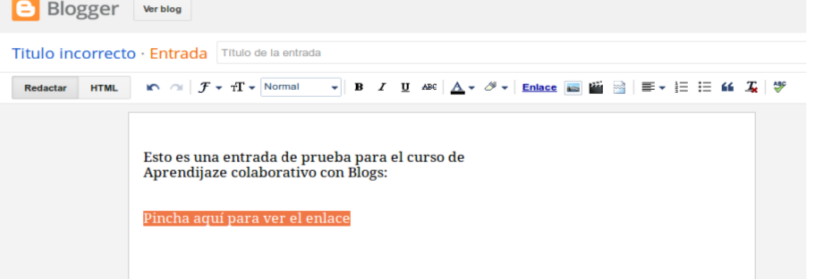 Blogger Ver blog
Titulo incorrecto · Entrada Título de la entrada
Redactar HTML F T Normal B I U ABC A Enlace
Esto es una entrada de prueba para el curso de
Aprendijaze colaborativo con Blogs:
Pincha aquí para ver el enlace